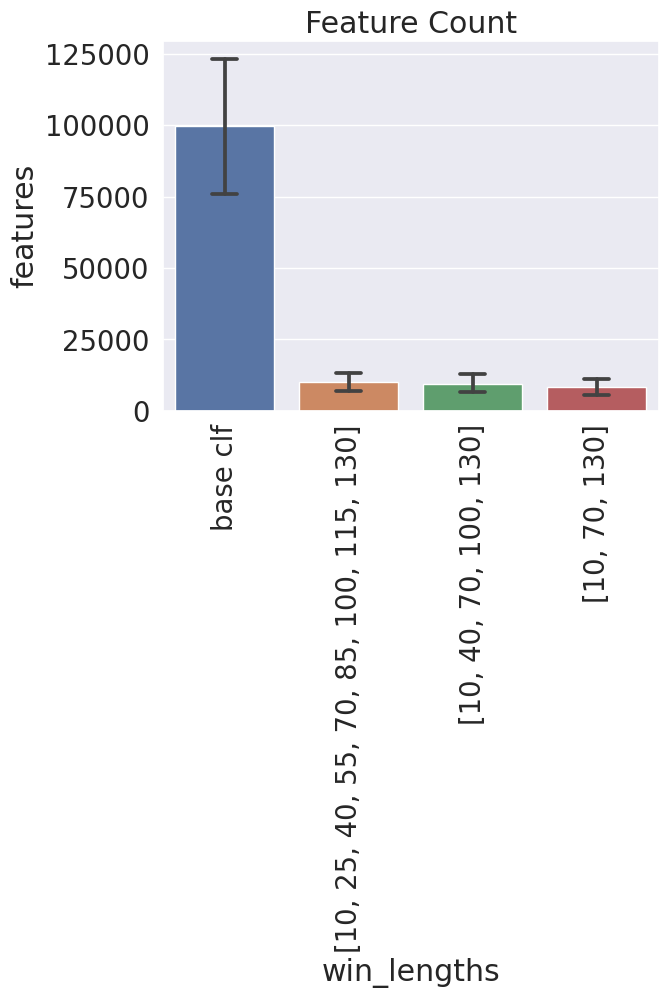 Feature Count
125000
100000
75000
50000
25000
0
features
base clf
[10, 25, 40, 55, 70, 85, 100, 115, 130]
[10, 40, 70, 100, 130]
[10, 70, 130]
win_lengths